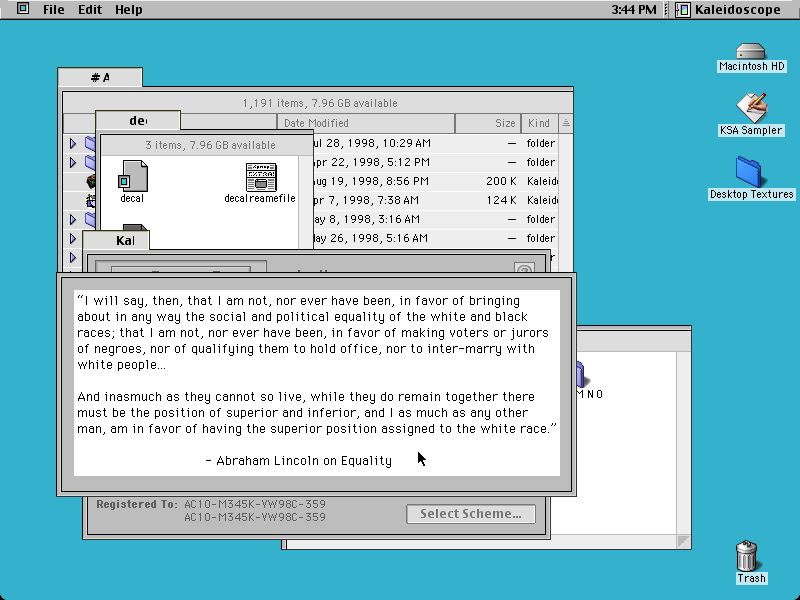 File Edit Help
3:44 PM
Kaleidoscope
Macintosh HD
KSA Sampler
Desktop Textures
# A
1,191 items, 7.96 GB available
Date Modified Size Kind
ul 28, 1998, 10:29 AM — folder
pr 22, 1998, 5:12 PM — folder
ug 19, 1998, 8:56 PM 200 K Kaleid
pr 7, 1998, 7:38 AM 124 K Kaleid
ay 8, 1998, 3:16 AM — folder
ay 26, 1998, 5:16 AM — folder
dec
3 items, 7.96 GB available
decal
decalreamefile
Kal
“I will say, then, that I am not, nor ever have been, in favor of bringing
about in any way the social and political equality of the white and black
races; that I am not, nor ever have been, in favor of making voters or jurors
of negroes, nor of qualifying them to hold office, nor to inter-marry with
white people...
And inasmuch as they cannot so live, while they do remain together there
must be the position of superior and inferior, and I as much as any other
man, am in favor of having the superior position assigned to the white race.”
- Abraham Lincoln on Equality
M N O
Registered To: AC10-M345K-YW98C-359
AC10-M345K-YW98C-359
Select Scheme...
Trash